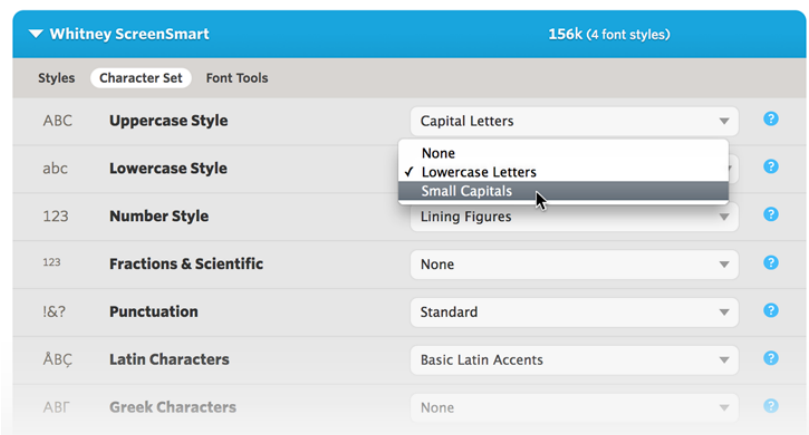 Whitney ScreenSmart 156k (4 font styles)
Styles Character Set Font Tools
ABC Uppercase Style Capital Letters ?
None
abc Lowercase Style ✓ Lowercase Letters ?
Small Capitals
123 Number Style Lining Figures ?
123 Fractions & Scientific None ?
!&? Punctuation Standard ?
ÅBÇ Latin Characters Basic Latin Accents ?
ΑΒΓ Greek Characters None ?